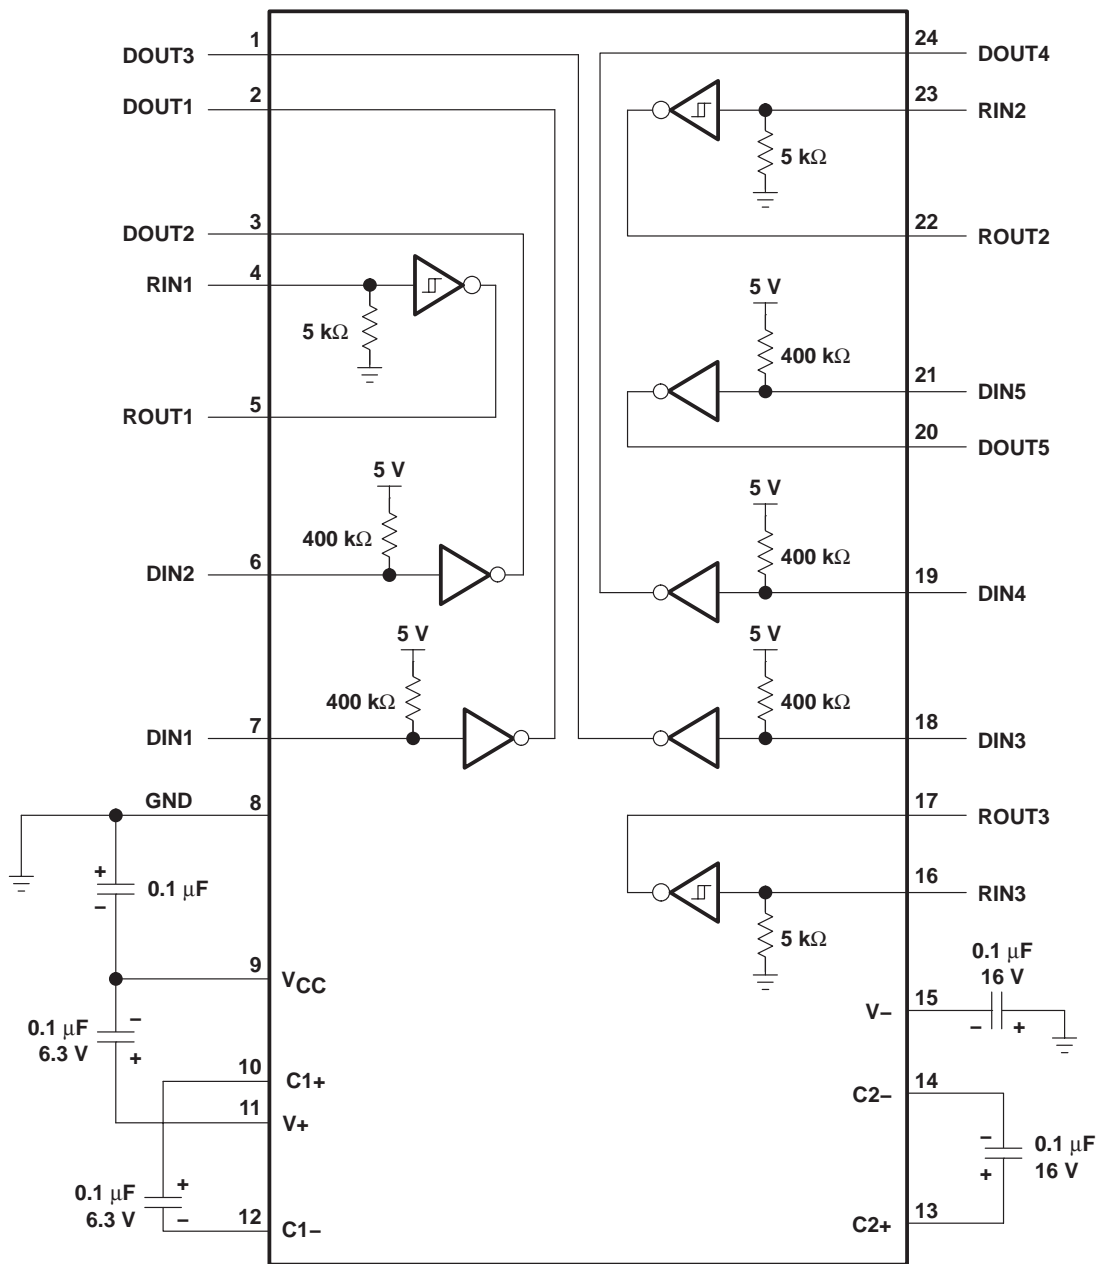 DOUT3 1
DOUT1 2
DOUT2 3
RIN1 4
5 kΩ
ROUT1 5
5 V
400 kΩ
DIN2 6
5 V
400 kΩ
DIN1 7
GND 8
+
0.1 μF
−
9 VCC
−
0.1 μF
6.3 V
+
10 C1+
11 V+
+
0.1 μF
6.3 V
−
12 C1−
24 DOUT4
23 RIN2
5 kΩ
22 ROUT2
5 V
400 kΩ
21 DIN5
20 DOUT5
5 V
400 kΩ
19 DIN4
5 V
400 kΩ
18 DIN3
17 ROUT3
16 RIN3
5 kΩ
0.1 μF
16 V
V− 15
− +
C2− 14
−
0.1 μF
16 V
+
C2+ 13